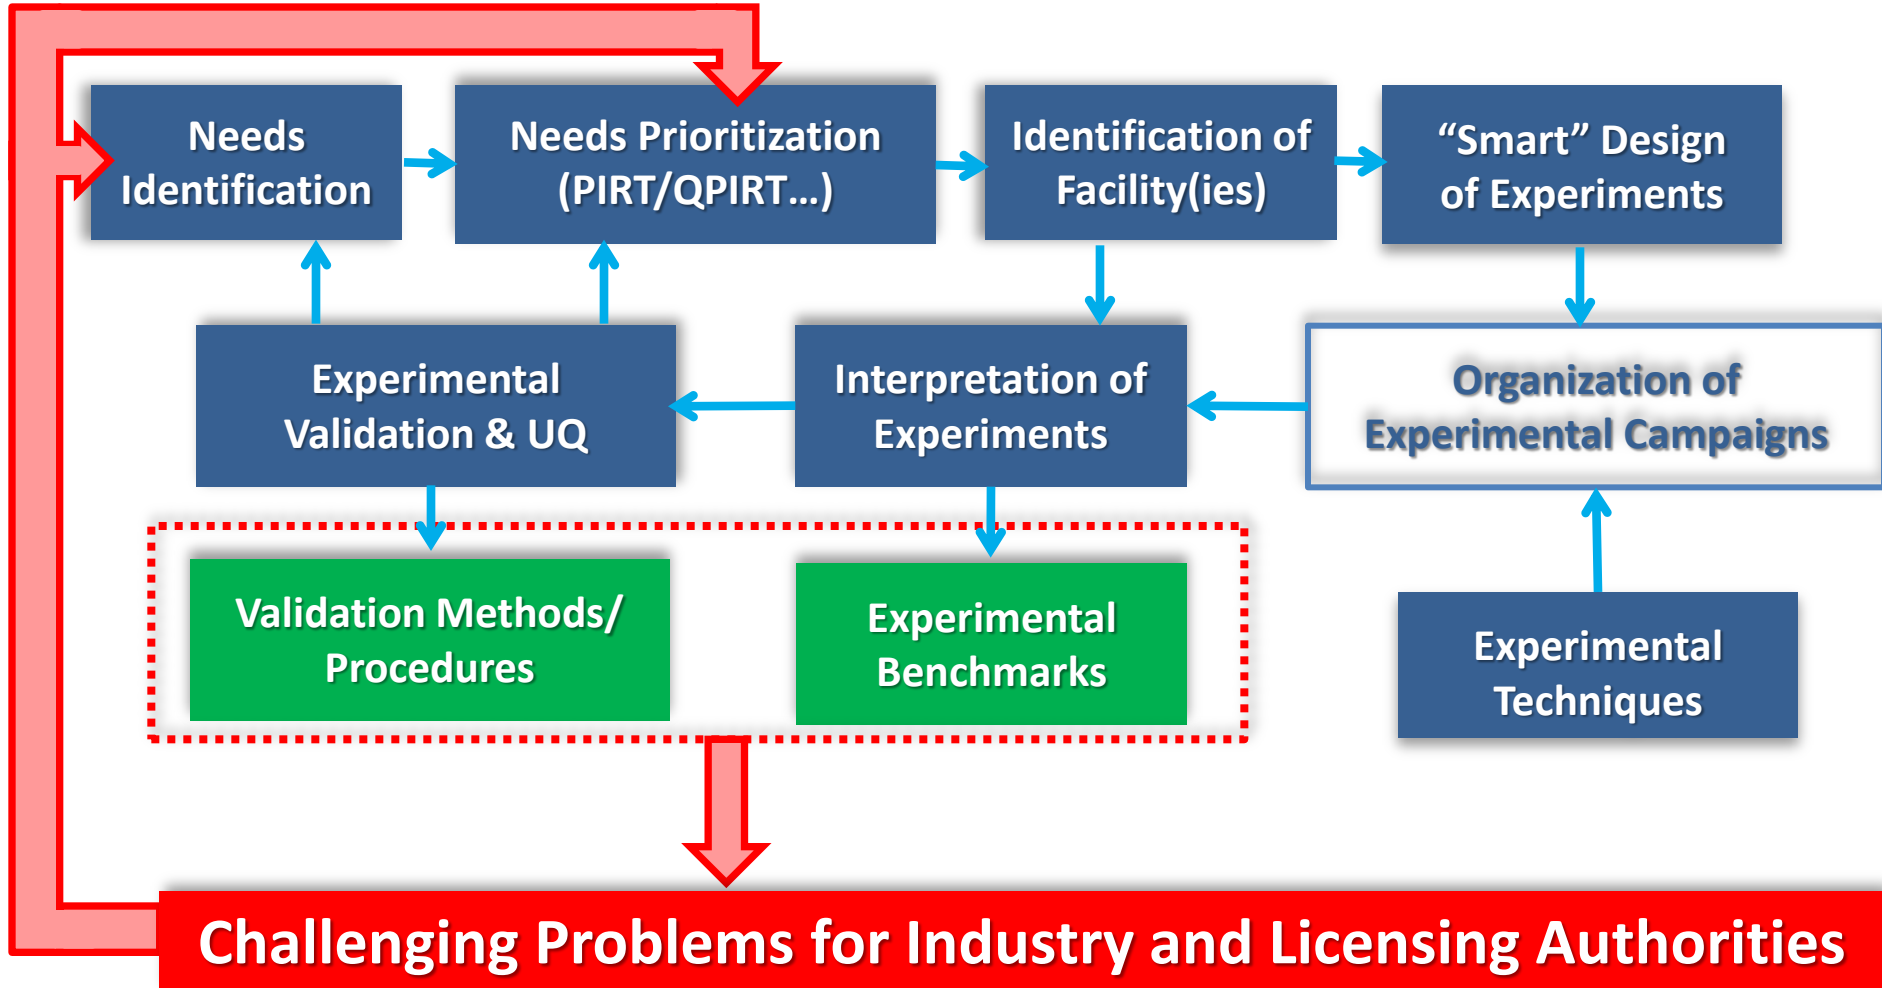 Needs
Identification
Needs Prioritization
(PIRT/QPIRT...)
Identification of
Facility(ies)
“Smart” Design
of Experiments
Experimental
Validation & UQ
Interpretation of
Experiments
Organization of
Experimental Campaigns
Validation Methods/
Procedures
Experimental
Benchmarks
Experimental
Techniques
Challenging Problems for Industry and Licensing Authorities